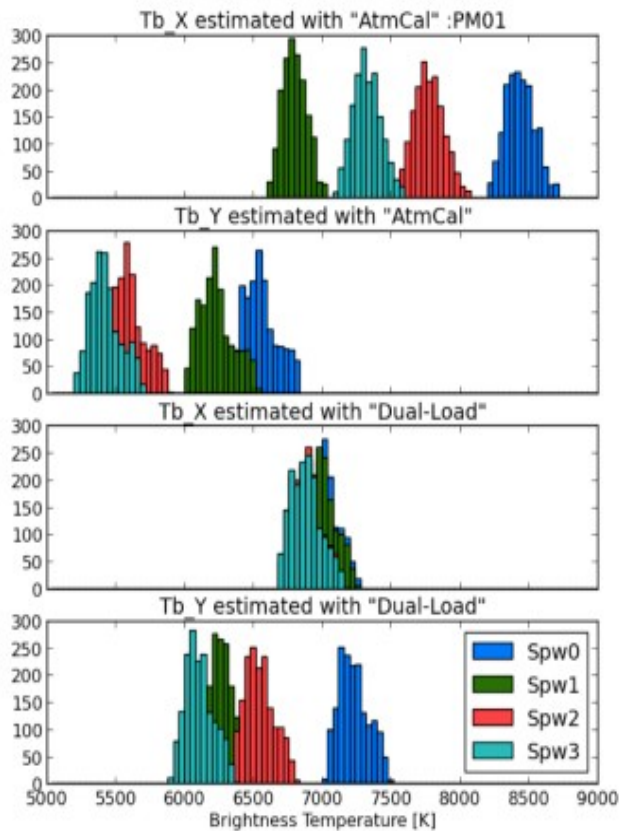 Tb_X estimated with "AtmCal" :PM01
300
250
200
150
100
50
0
Tb_Y estimated with "AtmCal"
300
250
200
150
100
50
0
Tb_X estimated with "Dual-Load"
300
250
200
150
100
50
0
Tb_Y estimated with "Dual-Load"
300
250
200
150
100
50
0
Spw0
Spw1
Spw2
Spw3
5000 5500 6000 6500 7000 7500 8000 8500 9000
Brightness Temperature [K]